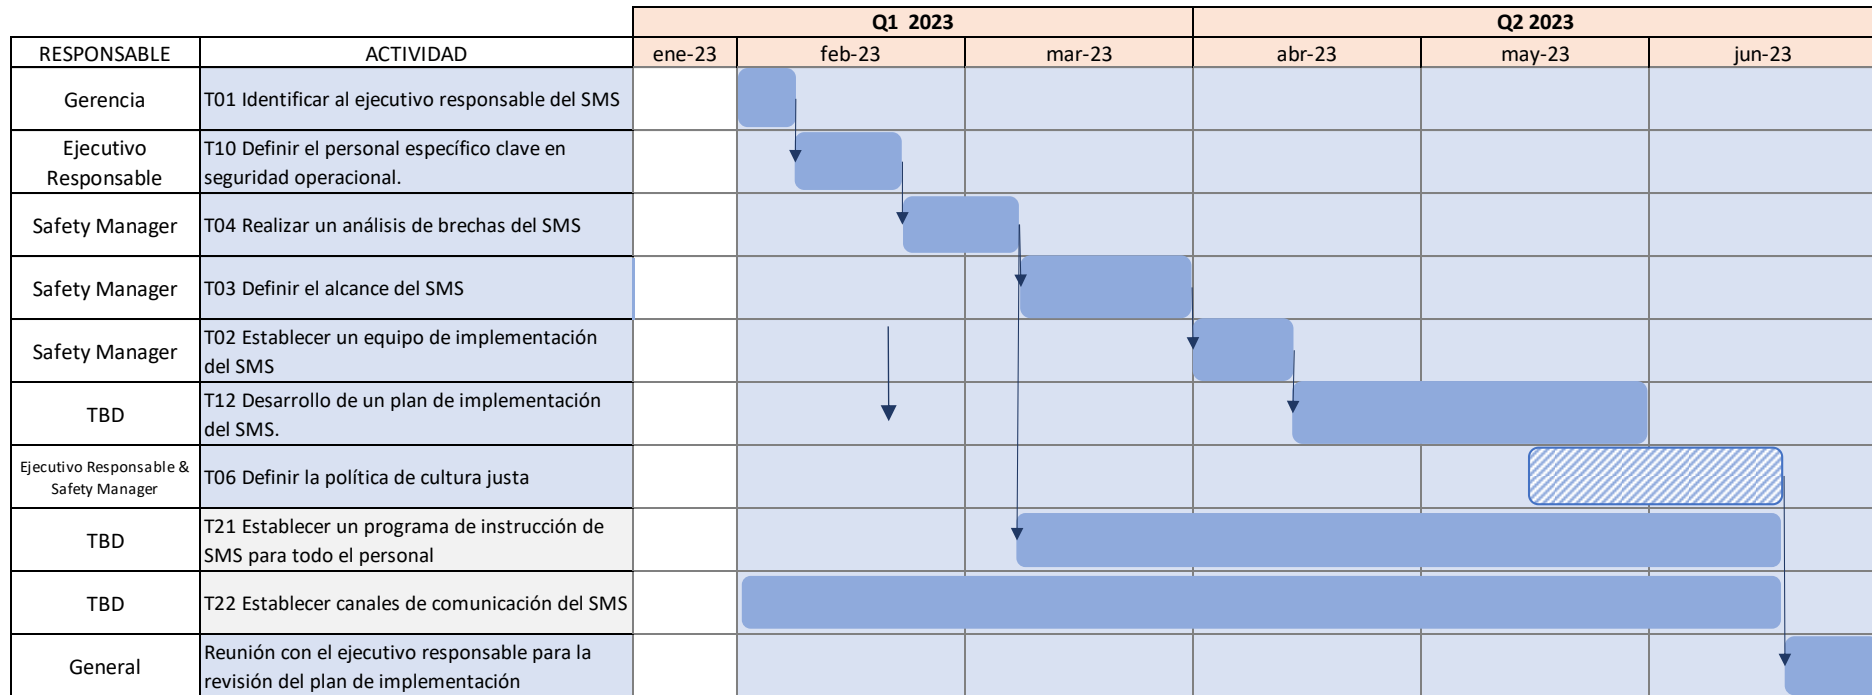 Q1 2023 Q2 2023
RESPONSABLE ACTIVIDAD ene-23 feb-23 mar-23 abr-23 may-23 jun-23
Gerencia T01 Identificar al ejecutivo responsable del SMS
Ejecutivo
Responsable
T10 Definir el personal específico clave en
seguridad operacional.
Safety Manager T04 Realizar un análisis de brechas del SMS
Safety Manager T03 Definir el alcance del SMS
Safety Manager
T02 Establecer un equipo de implementación
del SMS
TBD
T12 Desarrollo de un plan de implementación
del SMS.
Ejecutivo Responsable &
Safety Manager
T06 Definir la política de cultura justa
TBD
T21 Establecer un programa de instrucción de
SMS para todo el personal
TBD T22 Establecer canales de comunicación del SMS
General
Reunión con el ejecutivo responsable para la
revisión del plan de implementación